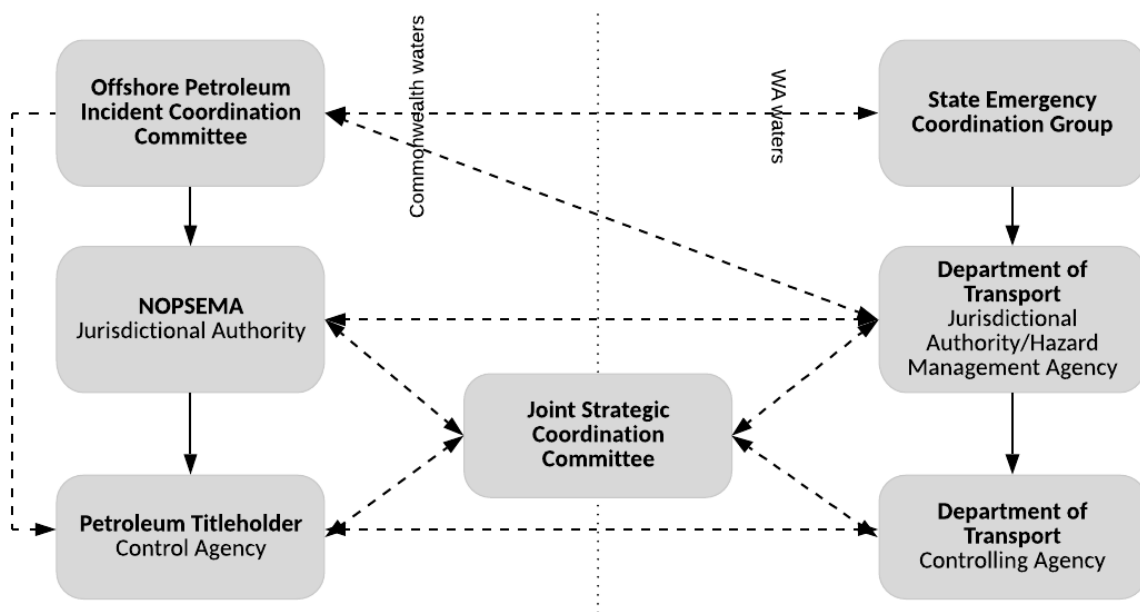 Offshore Petroleum
Incident Coordination
Committee
Commonwealth waters
WA waters
State Emergency
Coordination Group
NOPSEMA
Jurisdictional Authority
Department of
Transport
Jurisdictional
Authority/Hazard
Management Agency
Joint Strategic
Coordination
Committee
Petroleum Titleholder
Control Agency
Department of
Transport
Controlling Agency